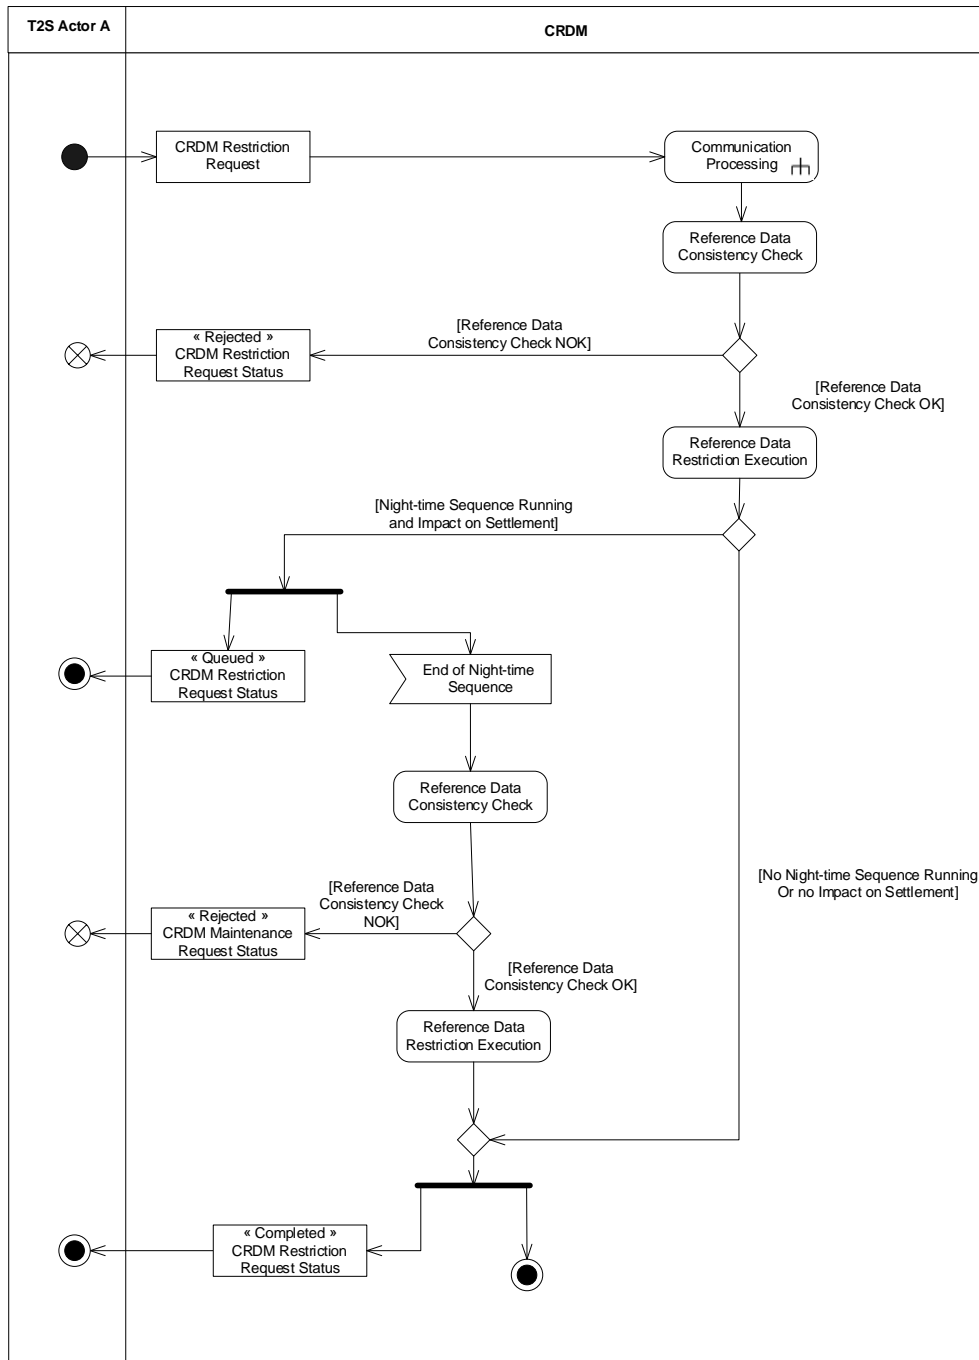 T2S Actor A
CRDM
CRDM Restriction
Request
Communication
Processing
Reference Data
Consistency Check
[Reference Data
Consistency Check NOK]
« Rejected »
CRDM Restriction
Request Status
[Reference Data
Consistency Check OK]
Reference Data
Restriction Execution
[Night-time Sequence Running
and Impact on Settlement]
« Queued »
CRDM Restriction
Request Status
End of Night-time
Sequence
Reference Data
Consistency Check
[No Night-time Sequence Running
Or no Impact on Settlement]
[Reference Data
Consistency Check
NOK]
« Rejected »
CRDM Maintenance
Request Status
[Reference Data
Consistency Check OK]
Reference Data
Restriction Execution
« Completed »
CRDM Restriction
Request Status